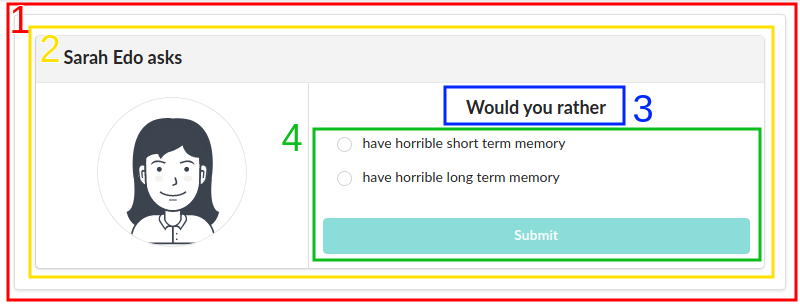 1
2 Sarah Edo asks
Would you rather 3
4
have horrible short term memory
have horrible long term memory
Submit